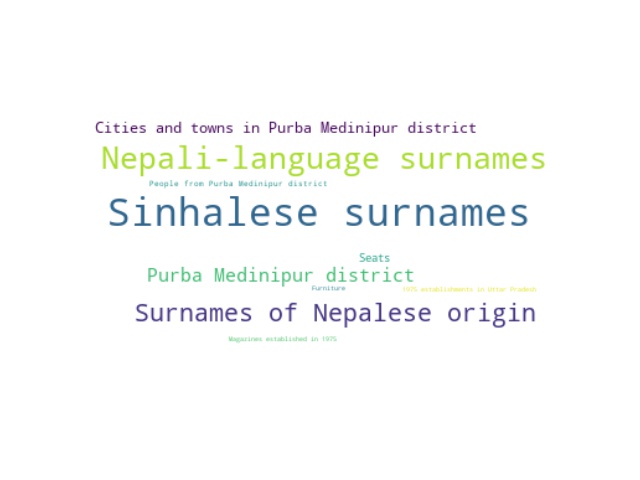 Cities and towns in Purba Medinipur district
Nepali-language surnames
People from Purba Medinipur district
Sinhalese surnames
Seats
Purba Medinipur district
Furniture
1975 establishments in Uttar Pradesh
Surnames of Nepalese origin
Magazines established in 1975